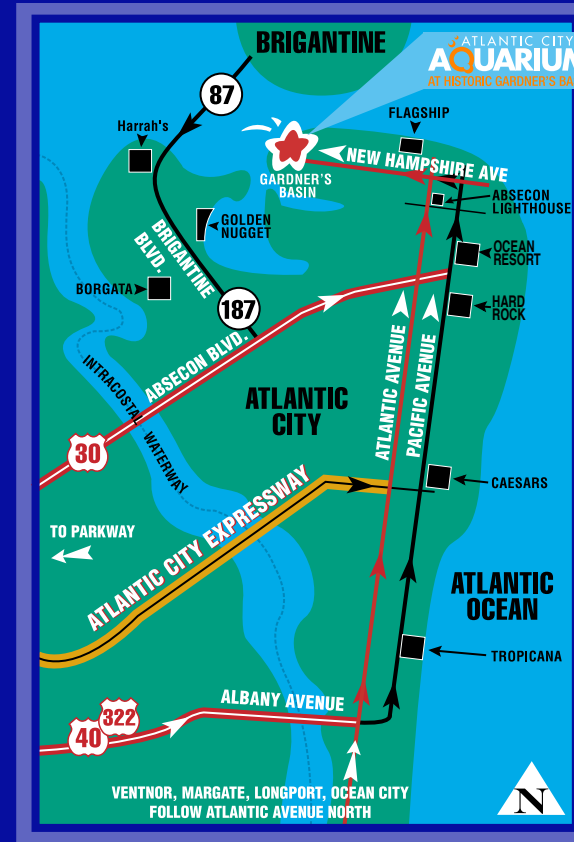 BRIGANTINE
ATLANTIC CITY
AQUARIUM
AT HISTORIC GARDNER'S
87
FLAGSHIP
Harrah's
NEW HAMPSHIRE AVE
GARDNER'S
BASIN
ABSECON
LIGHTHOUSE
GOLDEN
NUGGET
BRIGANTINE
BLVD.
OCEAN
RESORT
BORGATA
HARD
ROCK
187
ABSECON BLVD.
INTRACOSTAL
WATERWAY
ATLANTIC AVENUE
PACIFIC AVENUE
ATLANTIC
CITY
30
CAESARS
ATLANTIC CITY EXPRESSWAY
TO PARKWAY
ATLANTIC
OCEAN
TROPICANA
ALBANY AVENUE
322
40
VENTNOR, MARGATE, LONGPORT, OCEAN CITY
FOLLOW ATLANTIC AVENUE NORTH
N